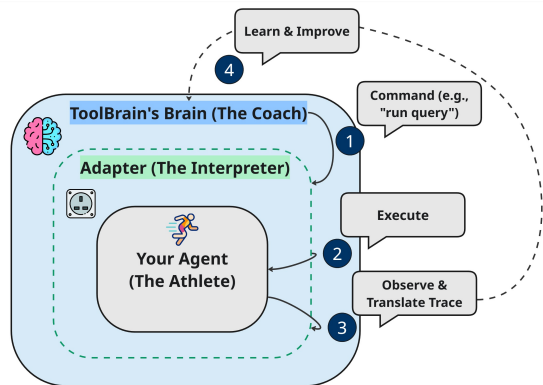 Learn & Improve
4
Command (e.g.,
"run query")
ToolBrain's Brain (The Coach)
1
Adapter (The Interpreter)
Execute
Your Agent
(The Athlete)
2
Observe &
Translate Trace
3